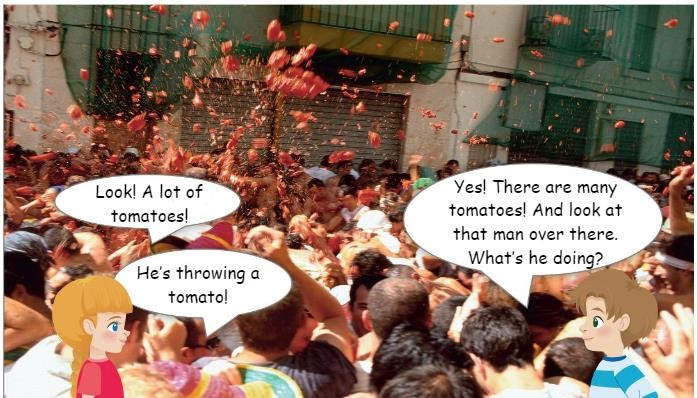 Look! A lot of
tomatoes!
Yes! There are many
tomatoes! And look at
that man over there.
What's he doing?
He's throwing a
tomato!